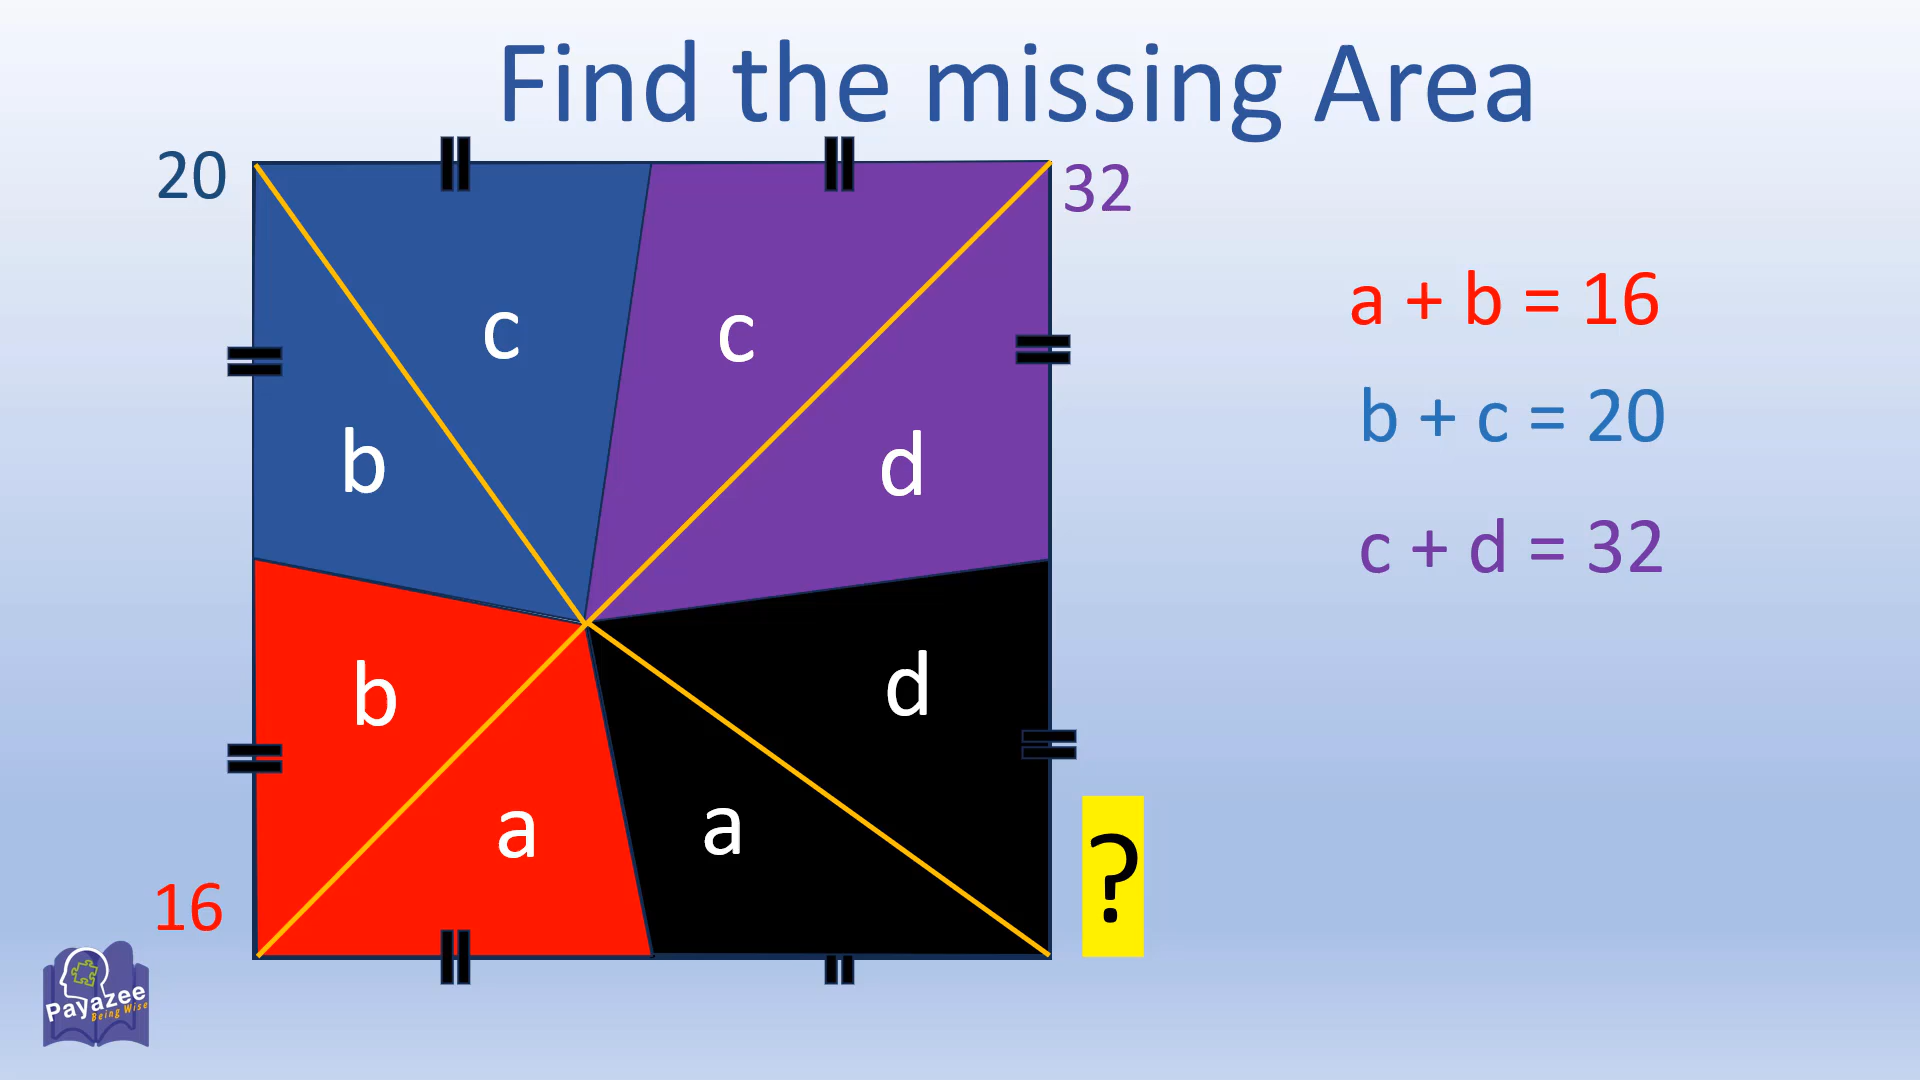 Find the missing Area
20
32
c
c
b
d
b
d
a
a
16
?
a + b = 16
b + c = 20
c + d = 32
Payazee
Being Wise